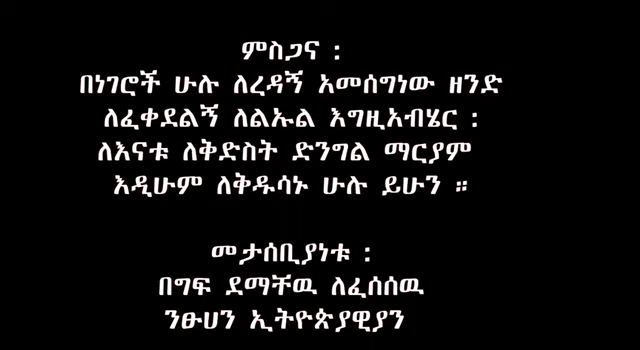 ምስጋና :
በነገሮች ሁሉ ለረዳኝ አመሰግነው ዘንድ
ለፈቀደልኝ ለልኡል እግዚአብሄር :
ለእናቱ ለቅድስት ድንግል ማርያም
እዲሁም ለቅዱሳኑ ሁሉ ይሁን ።
መታሰቢያነቱ :
በግፍ ደማቸዉ ለፈሰሰዉ
ንፁሀን ኢትዮጵያዊያን